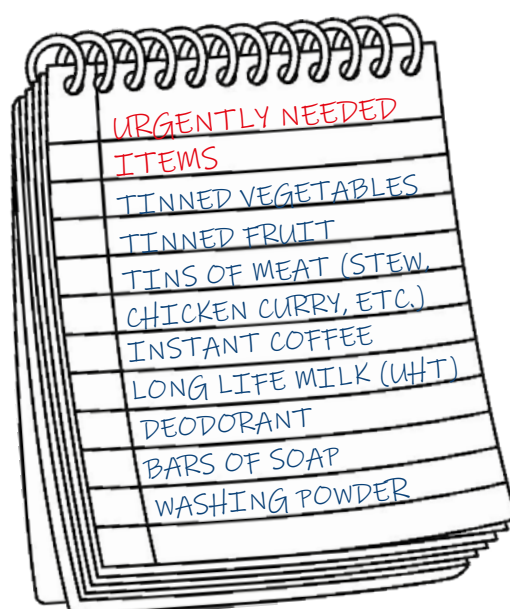 URGENTLY NEEDED
ITEMS
TINNED VEGETABLES
TINNED FRUIT
TINS OF MEAT (STEW,
CHICKEN CURRY, ETC.)
INSTANT COFFEE
LONG LIFE MILK (UHT)
DEODORANT
BARS OF SOAP
WASHING POWDER